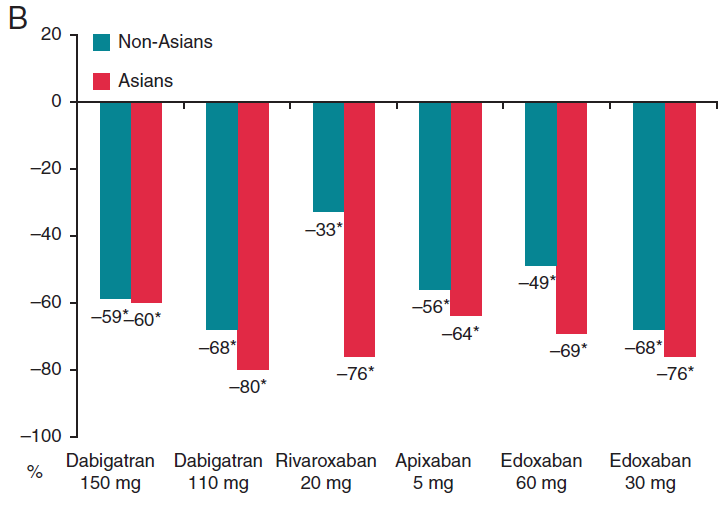 B
20
Non-Asians
Asians
0
–20
–40
–60
–80
–100
%
–59*
–60*
–68*
–80*
–33*
–76*
–56*
–64*
–49*
–69*
–68*
–76*
Dabigatran
150 mg
Dabigatran
110 mg
Rivaroxaban
20 mg
Apixaban
5 mg
Edoxaban
60 mg
Edoxaban
30 mg